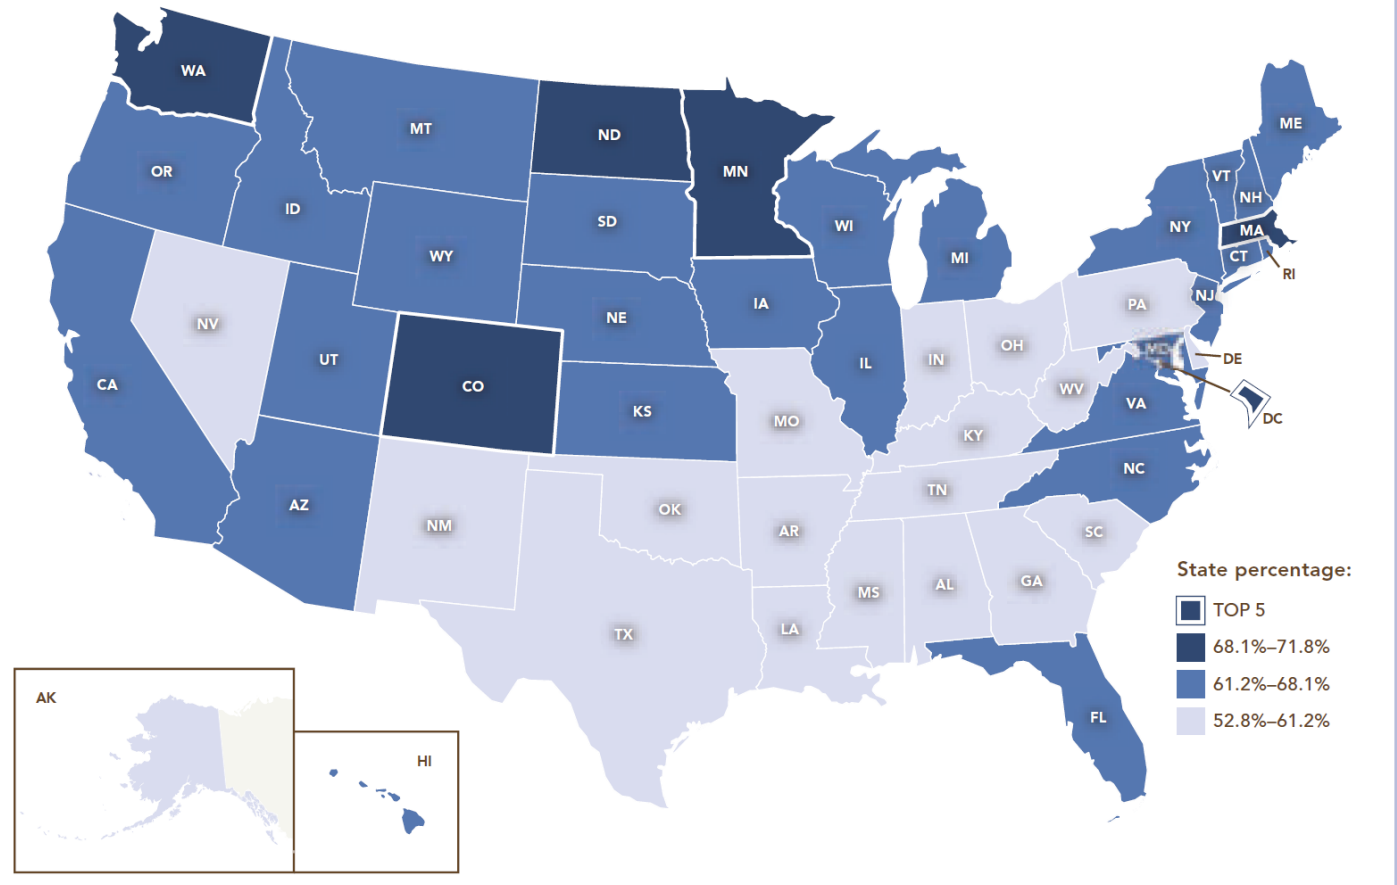 WA
MT
ND
MN
ME
OR
ID
SD
WI
VT
NH
NY
MA
WY
MI
CT
RI
NV
NE
IA
PA
NJ
UT
IN
OH
MD
DE
CA
CO
KS
IL
WV
VA
DC
MO
KY
NC
AZ
NM
OK
TN
AR
SC
MS
AL
GA
TX
LA
State percentage:
TOP 5
68.1%–71.8%
61.2%–68.1%
52.8%–61.2%
FL
AK
HI